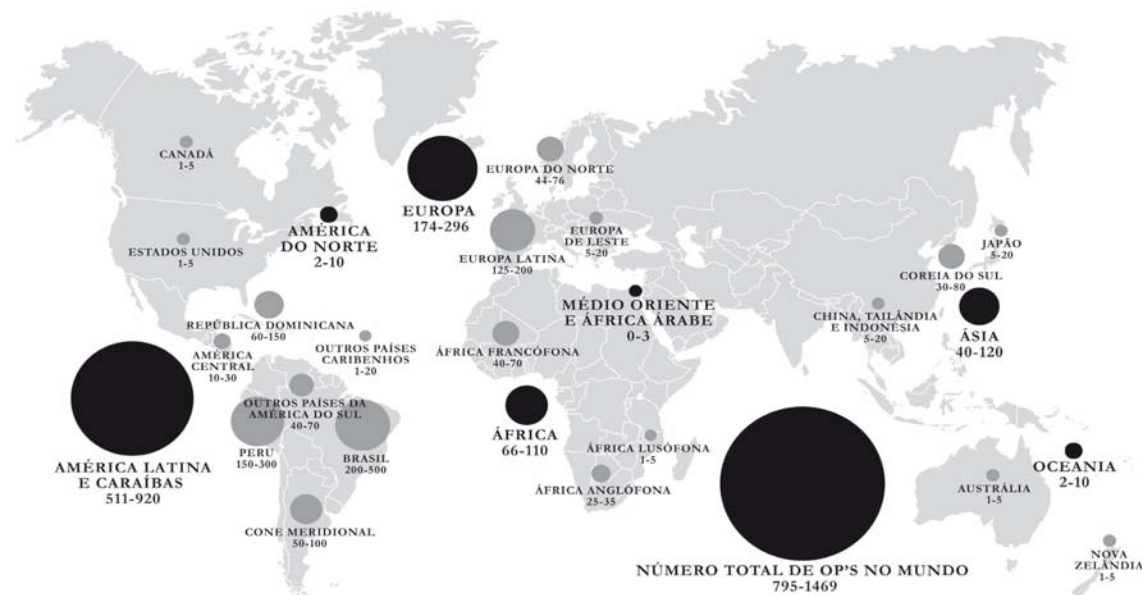 CANADÁ
1-5
ESTADOS UNIDOS
1-5
AMÉRICA
DO NORTE
2-10
EUROPA
174-296
EUROPA DO NORTE
44-76
EUROPA LATINA
125-200
EUROPA
DE LESTE
5-20
JAPÃO
5-20
COREIA DO SUL
30-80
CHINA, TAILÂNDIA
E INDONÉSIA
5-20
ÁSIA
40-120
MÉDIO ORIENTE
E ÁFRICA ÁRABE
0-3
REPÚBLICA DOMINICANA
60-150
AMÉRICA
CENTRAL
10-30
OUTROS PAÍSES
CARIBENHOS
1-20
ÁFRICA FRANCÓFONA
40-70
OUTROS PAÍSES DA
AMÉRICA DO SUL
40-70
AMÉRICA LATINA
E CARAÍBAS
511-920
PERU
150-300
BRASIL
200-500
CONE MERIDIONAL
50-100
ÁFRICA
66-110
ÁFRICA LUSÓFONA
1-5
ÁFRICA ANGLÓFONA
25-35
OCEANIA
2-10
AUSTRÁLIA
1-5
NOVA
ZELÂNDIA
1-5
NÚMERO TOTAL DE OP'S NO MUNDO
795-1469